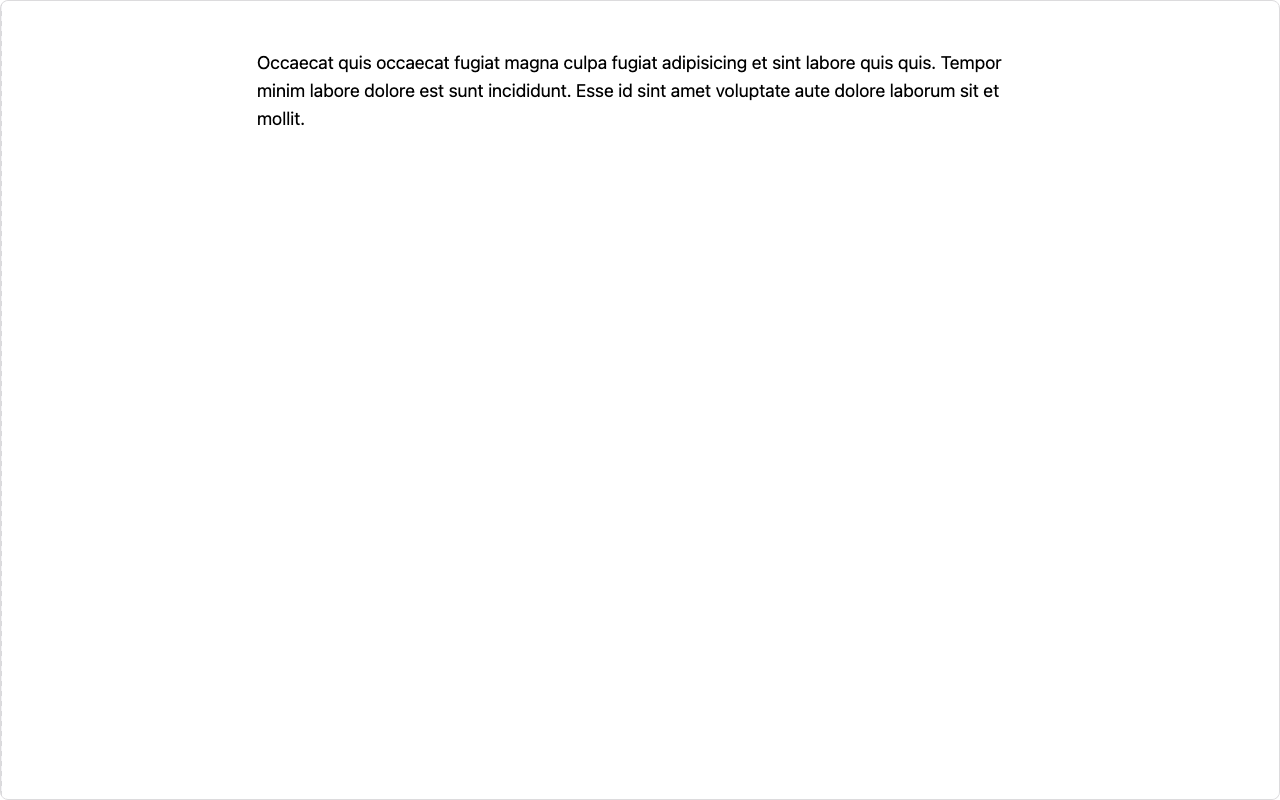 Occaecat quis occaecat fugiat magna culpa fugiat adipisicing et sint labore quis quis. Tempor
minim labore dolore est sunt incididunt. Esse id sint amet voluptate aute dolore laborum sit et
mollit.